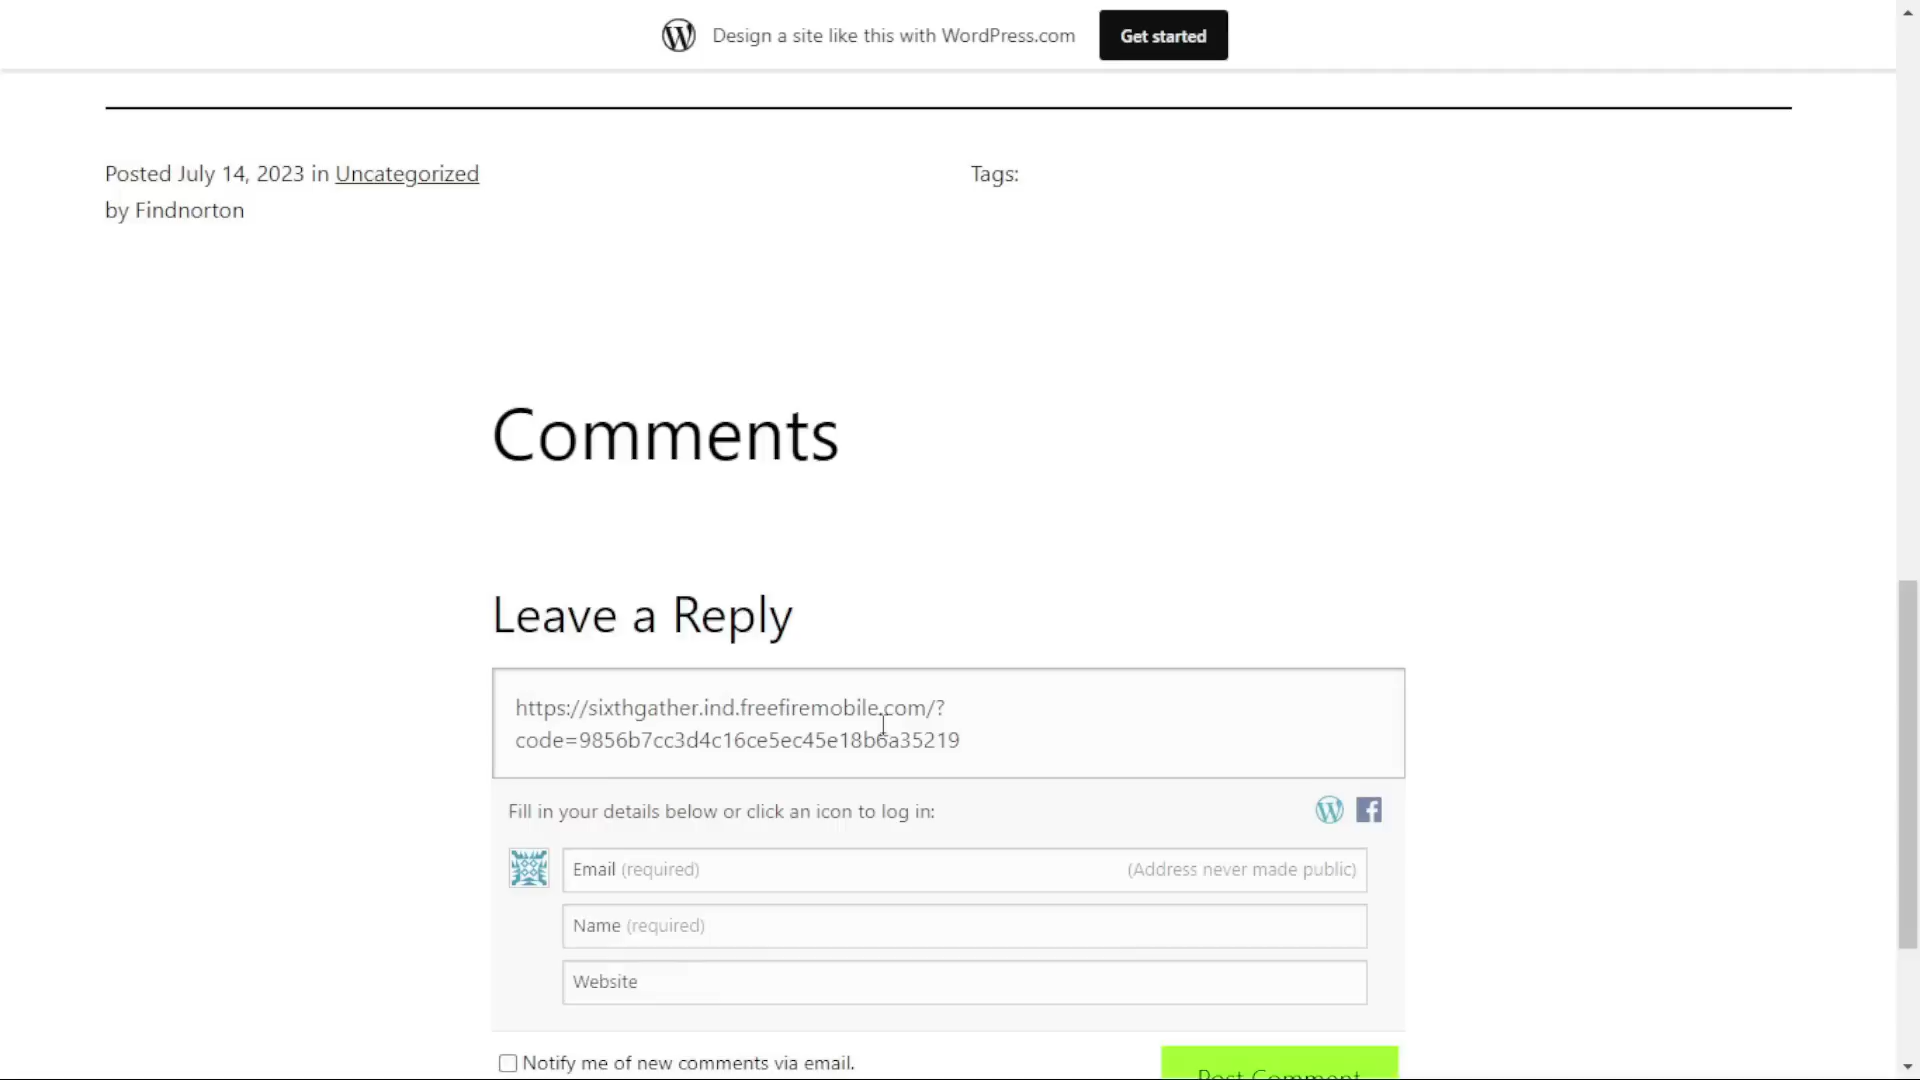 Design a site like this with WordPress.com
Get started
Posted July 14, 2023 in Uncategorized
by Findnorton
Tags:
Comments
Leave a Reply
https://sixthgather.ind.freefiremobile.com/?
code=9856b7cc3d4c16ce5ec45e18b6a35219
Fill in your details below or click an icon to log in:
Email (required)
(Address never made public)
Name (required)
Website
Notify me of new comments via email.
Post Comment